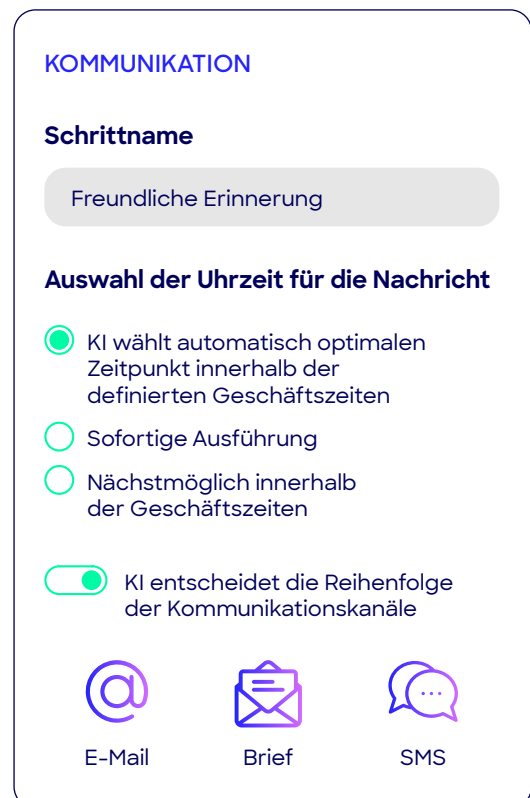 KOMMUNIKATION
Schrittname
Freundliche Erinnerung
Auswahl der Uhrzeit für die Nachricht
KI wählt automatisch optimalen
Zeitpunkt innerhalb der
definierten Geschäftszeiten
Sofortige Ausführung
Nächstmöglich innerhalb
der Geschäftszeiten
KI entscheidet die Reihenfolge
der Kommunikationskanäle
E-Mail Brief SMS